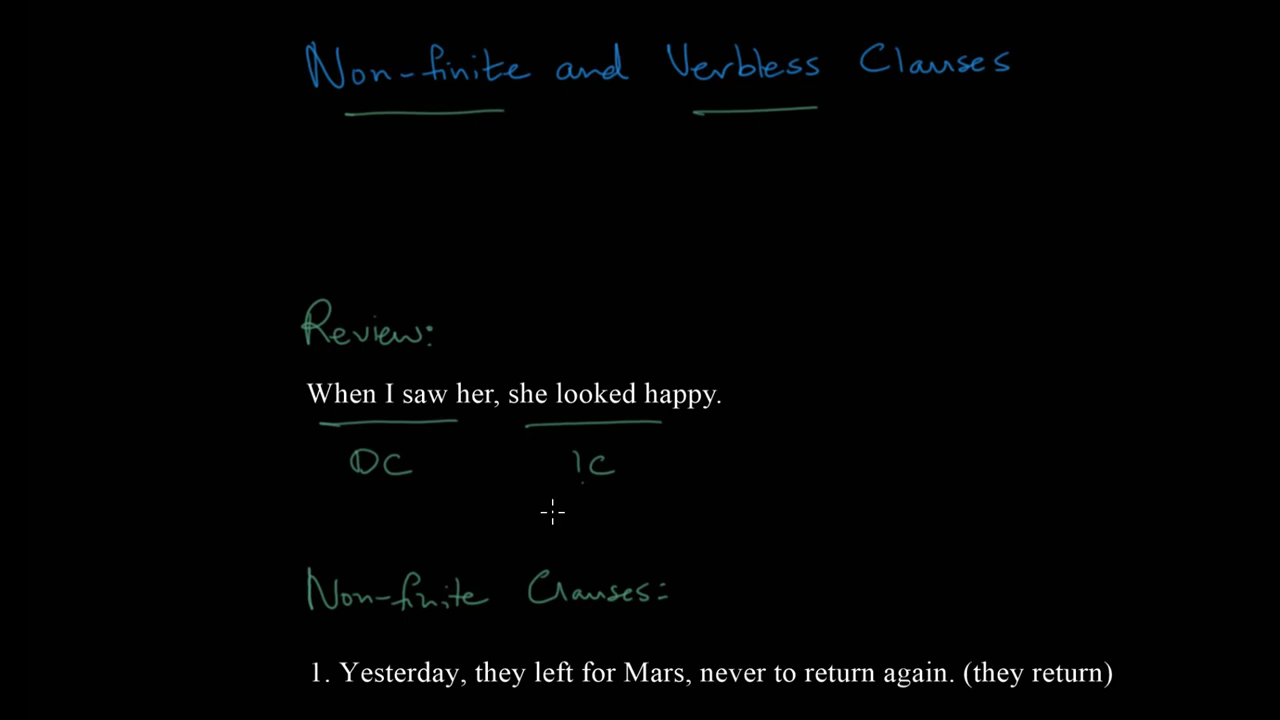 Non-finite and Verbless Clauses
Review:
When I saw her, she looked happy.
DC IC
Non-finite Clauses:
1. Yesterday, they left for Mars, never to return again. (they return)